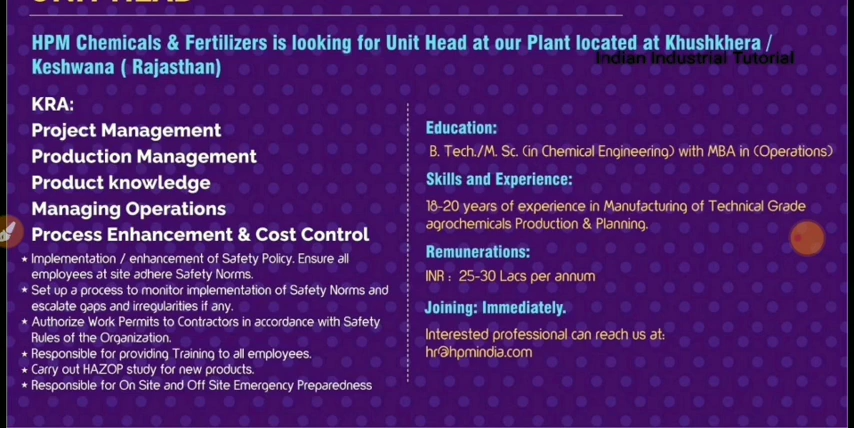 UNIT HEAD
HPM Chemicals & Fertilizers is looking for Unit Head at our Plant located at Khushkhera /
Keshwana ( Rajasthan)
Indian Industrial Tutorial
KRA:
Project Management
Production Management
Product knowledge
Managing Operations
Process Enhancement & Cost Control
★ Implementation / enhancement of Safety Policy. Ensure all
employees at site adhere Safety Norms.
★ Set up a process to monitor implementation of Safety Norms and
escalate gaps and irregularities if any.
★ Authorize Work Permits to Contractors in accordance with Safety
Rules of the Organization.
★ Responsible for providing Training to all employees.
★ Carry out HAZOP study for new products.
★ Responsible for On Site and Off Site Emergency Preparedness
Education:
B. Tech./M. Sc. (in Chemical Engineering) with MBA in (Operations)
Skills and Experience:
18-20 years of experience in Manufacturing of Technical Grade
agrochemicals Production & Planning.
Remunerations:
INR : 25-30 Lacs per annum
Joining: Immediately.
Interested professional can reach us at:
hr@hpmindia.com